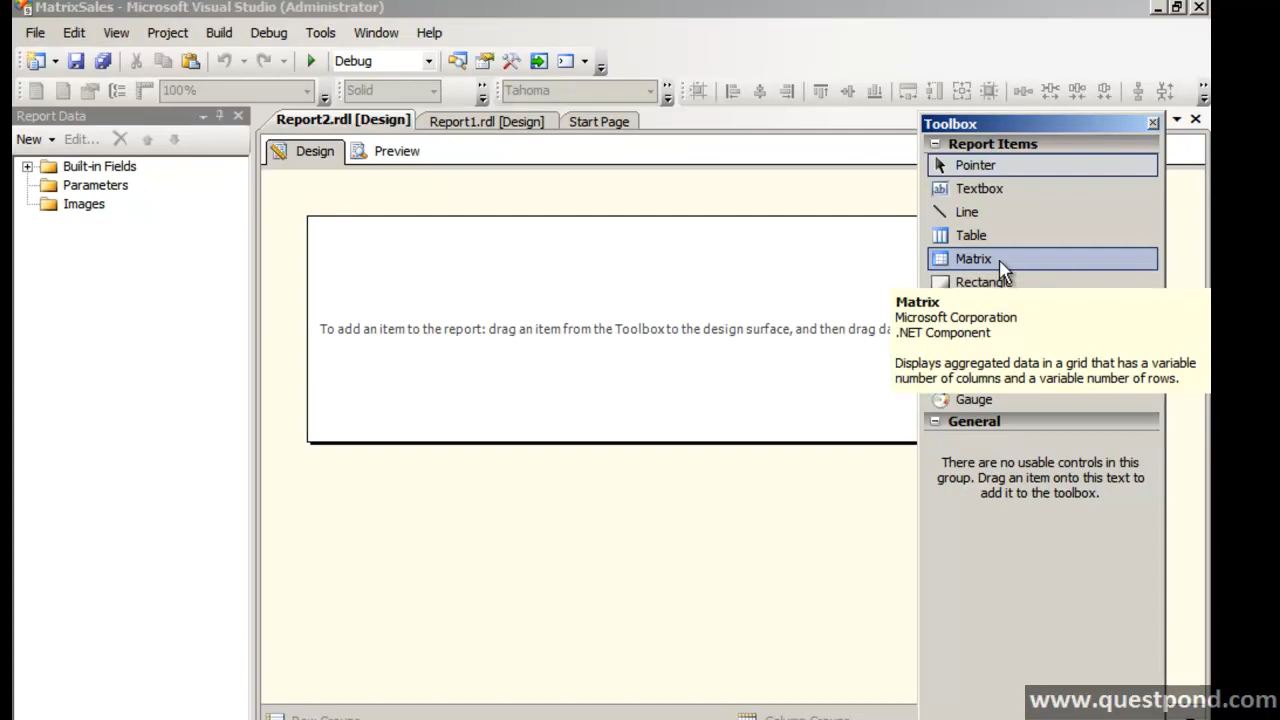 MatrixSales - Microsoft Visual Studio (Administrator)
File Edit View Project Build Debug Tools Window Help
Debug
100% Solid Tahoma
Report Data
Report2.rdl [Design] Report1.rdl [Design] Start Page
New Edit...
Design Preview
Built-in Fields
Parameters
Images
To add an item to the report: drag an item from the Toolbox to the design surface, and then drag
Toolbox
Report Items
Pointer
Textbox
Line
Table
Matrix
Rectangle
Matrix
Microsoft Corporation
.NET Component
Displays aggregated data in a grid that has a variable
number of columns and a variable number of rows.
Gauge
General
There are no usable controls in this
group. Drag an item onto this text to
add it to the toolbox.
www.questpond.com